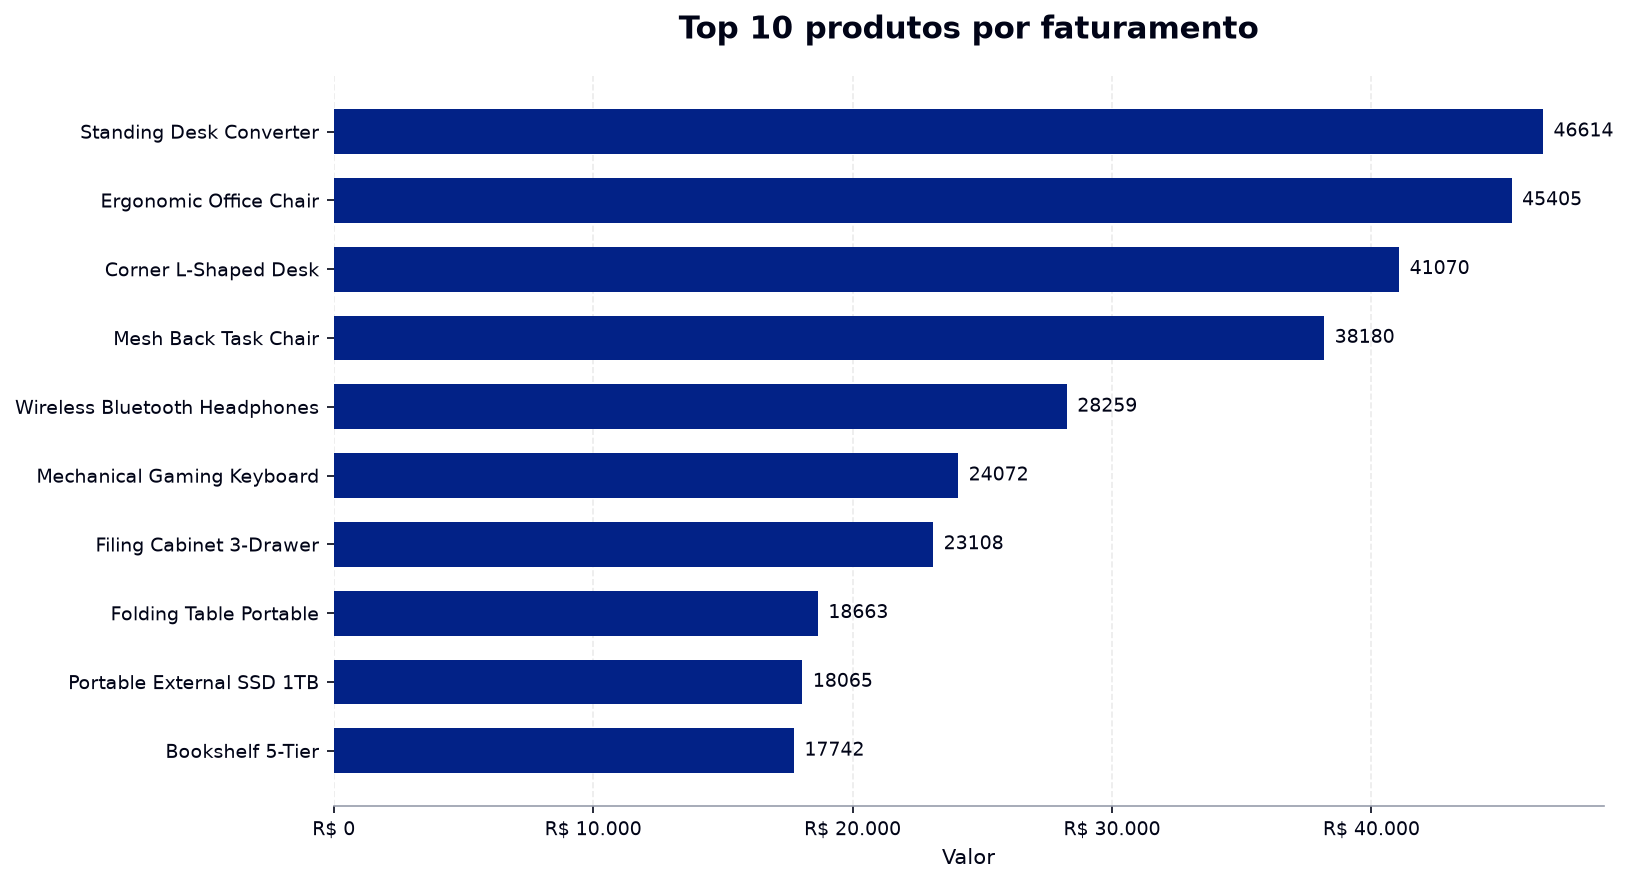 Top 10 produtos por faturamento
Standing Desk Converter 46614
Ergonomic Office Chair 45405
Corner L-Shaped Desk 41070
Mesh Back Task Chair 38180
Wireless Bluetooth Headphones 28259
Mechanical Gaming Keyboard 24072
Filing Cabinet 3-Drawer 23108
Folding Table Portable 18663
Portable External SSD 1TB 18065
Bookshelf 5-Tier 17742
R$ 0 R$ 10.000 R$ 20.000 R$ 30.000 R$ 40.000
Valor